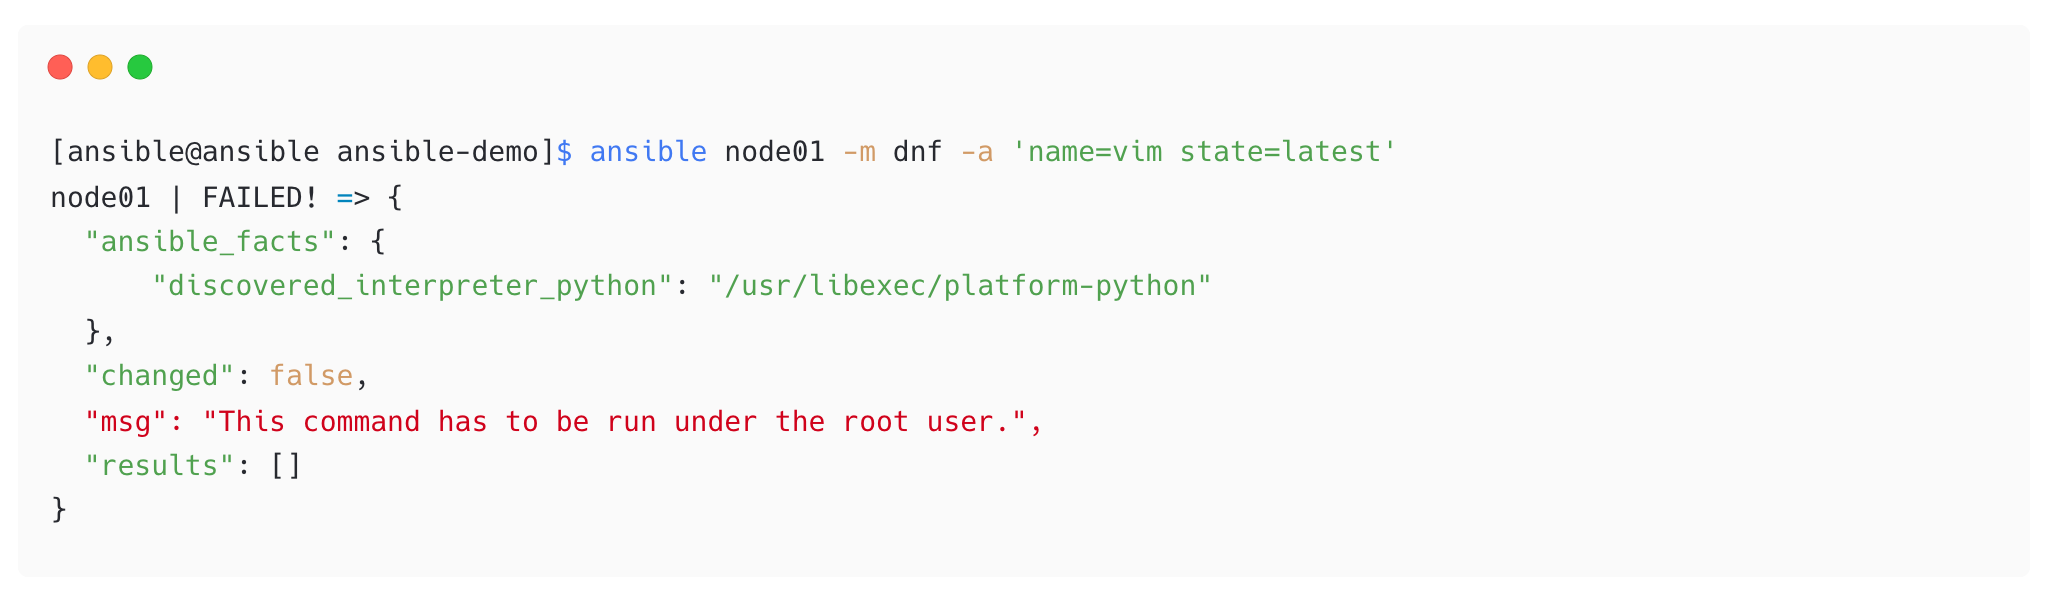 [ansible@ansible ansible-demo]$ ansible node01 -m dnf -a 'name=vim state=latest'
node01 | FAILED! => {
  "ansible_facts": {
      "discovered_interpreter_python": "/usr/libexec/platform-python"
  },
  "changed": false,
  "msg": "This command has to be run under the root user.",
  "results": []
}